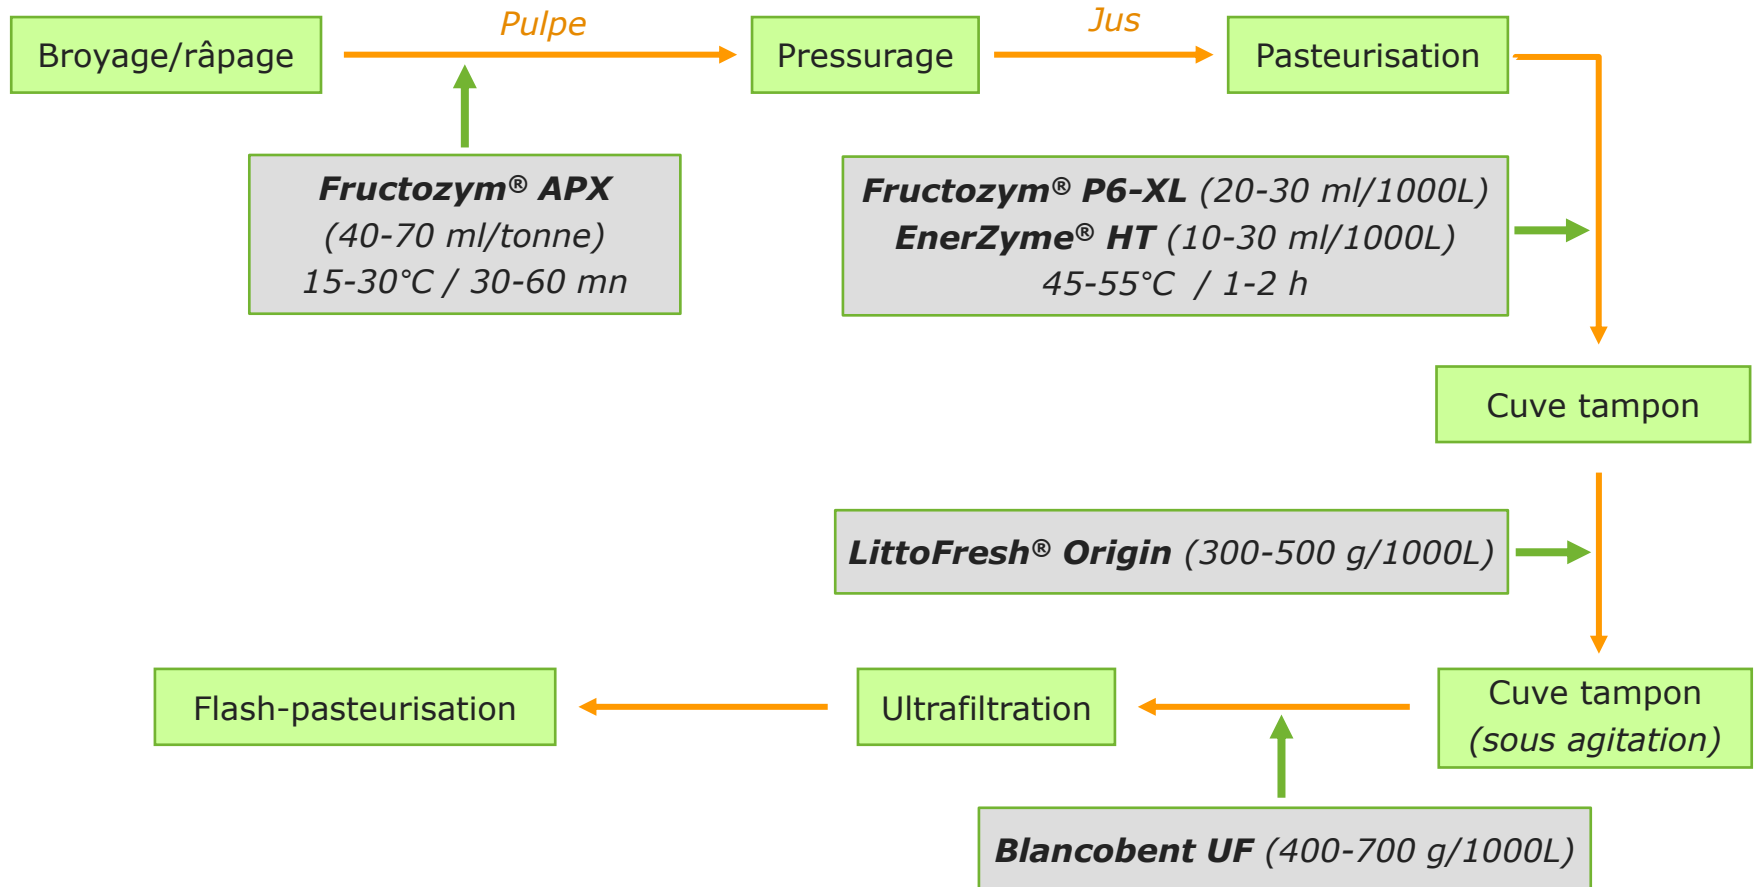 Pulpe
Jus
Broyage/râpage
Pressurage
Pasteurisation
Fructozym® APX
(40-70 ml/tonne)
15-30°C / 30-60 mn
Fructozym® P6-XL (20-30 ml/1000L)
EnerZyme® HT (10-30 ml/1000L)
45-55°C / 1-2 h
Cuve tampon
LittoFresh® Origin (300-500 g/1000L)
Cuve tampon
(sous agitation)
Ultrafiltration
Flash-pasteurisation
Blancobent UF (400-700 g/1000L)